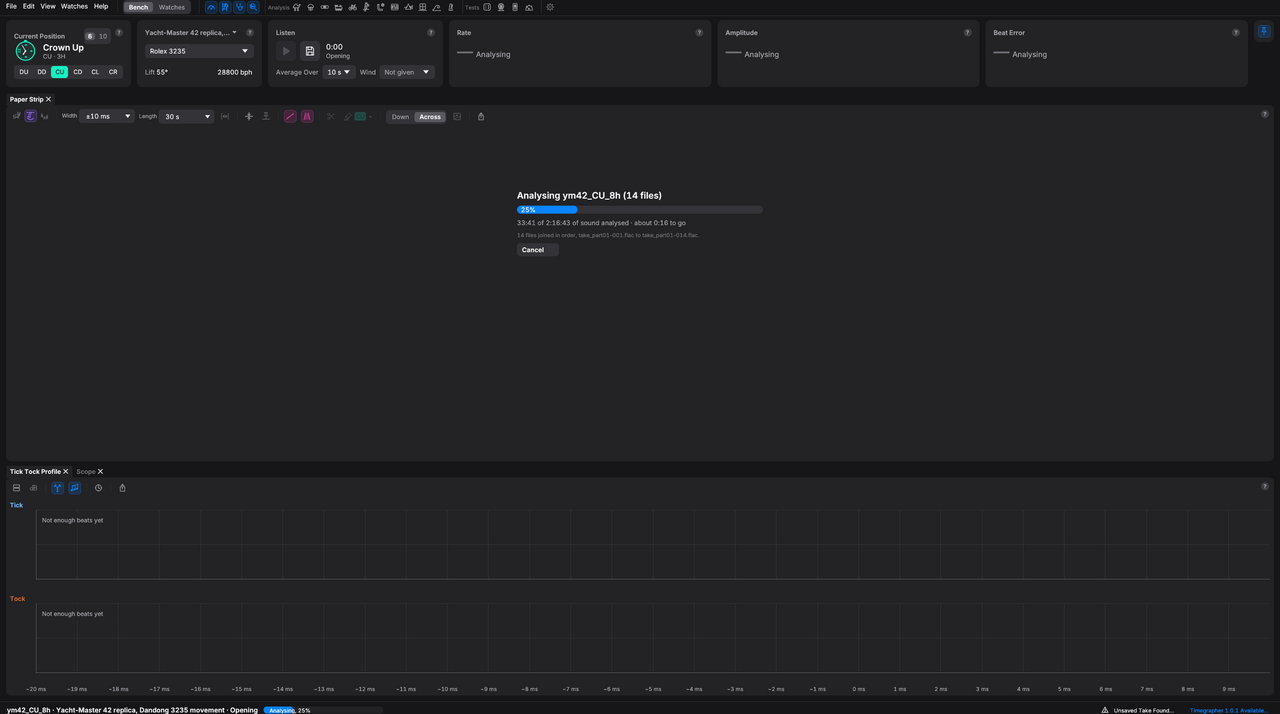 File Edit View Watches Help Bench Watches Analysis Tests
Current Position 6 10 ?
Crown Up
CU · 3H
DU DD CU CD CL CR
Yacht-Master 42 replica,... ?
Rolex 3235
Lift 55° 28800 bph
Listen ?
0:00
Opening
Average Over 10 s Wind Not given
Rate ?
Analysing
Amplitude ?
Analysing
Beat Error ?
Analysing
Paper Strip
Width ±10 ms Length 30 s Down Across ?
Analysing ym42_CU_8h (14 files)
25%
33:41 of 2:16:43 of sound analysed · about 0:16 to go
14 files joined in order, take_part01-001.flac to take_part01-014.flac.
Cancel
Tick Tock Profile Scope
?
Tick
Not enough beats yet
Tock
Not enough beats yet
−20 ms −19 ms −18 ms −17 ms −16 ms −15 ms −14 ms −13 ms −12 ms −11 ms −10 ms −9 ms −8 ms −7 ms −6 ms −5 ms −4 ms −3 ms −2 ms −1 ms 0 ms 1 ms 2 ms 3 ms 4 ms 5 ms 6 ms 7 ms 8 ms 9 ms
ym42_CU_8h · Yacht-Master 42 replica, Dandong 3235 movement · Opening Analysing, 25% Unsaved Take Found... Timegrapher 1.0.1 Available...